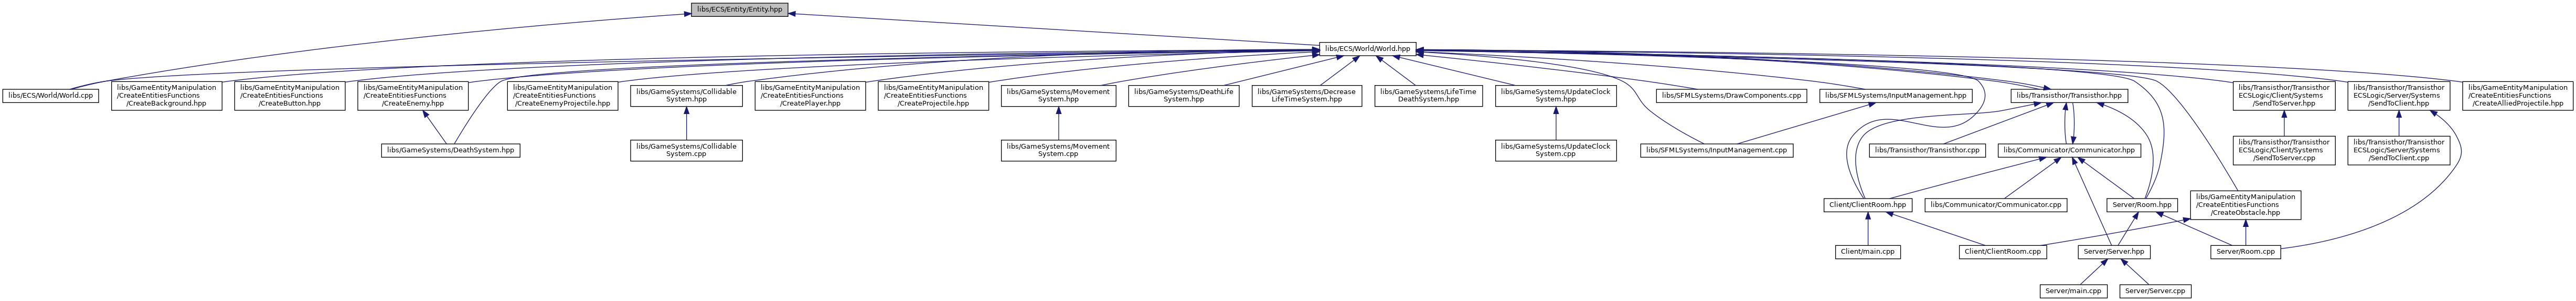 libs/ECS/Entity/Entity.hpp
libs/ECS/World/World.hpp
libs/ECS/World/World.cpp
libs/GameEntityManipulation
/CreateEntitiesFunctions
/CreateBackground.hpp
libs/GameEntityManipulation
/CreateEntitiesFunctions
/CreateButton.hpp
libs/GameEntityManipulation
/CreateEntitiesFunctions
/CreateEnemy.hpp
libs/GameEntityManipulation
/CreateEntitiesFunctions
/CreateEnemyProjectile.hpp
libs/GameSystems/Collidable
System.hpp
libs/GameEntityManipulation
/CreateEntitiesFunctions
/CreatePlayer.hpp
libs/GameEntityManipulation
/CreateEntitiesFunctions
/CreateProjectile.hpp
libs/GameSystems/Movement
System.hpp
libs/GameSystems/DeathLife
System.hpp
libs/GameSystems/Decrease
LifeTimeSystem.hpp
libs/GameSystems/LifeTime
DeathSystem.hpp
libs/GameSystems/UpdateClock
System.hpp
libs/SFMLSystems/DrawComponents.cpp
libs/SFMLSystems/InputManagement.hpp
libs/Transisthor/Transisthor.hpp
libs/Transisthor/Transisthor
ECSLogic/Client/Systems
/SendToServer.hpp
libs/Transisthor/Transisthor
ECSLogic/Server/Systems
/SendToClient.hpp
libs/GameEntityManipulation
/CreateEntitiesFunctions
/CreateAlliedProjectile.hpp
libs/GameSystems/DeathSystem.hpp
libs/GameSystems/Collidable
System.cpp
libs/GameSystems/Movement
System.cpp
libs/GameSystems/UpdateClock
System.cpp
libs/SFMLSystems/InputManagement.cpp
libs/Transisthor/Transisthor.cpp
libs/Communicator/Communicator.hpp
libs/Transisthor/Transisthor
ECSLogic/Client/Systems
/SendToServer.cpp
libs/Transisthor/Transisthor
ECSLogic/Server/Systems
/SendToClient.cpp
Client/ClientRoom.hpp
libs/Communicator/Communicator.cpp
Server/Room.hpp
libs/GameEntityManipulation
/CreateEntitiesFunctions
/CreateObstacle.hpp
Client/main.cpp
Client/ClientRoom.cpp
Server/Server.hpp
Server/Room.cpp
Server/main.cpp
Server/Server.cpp